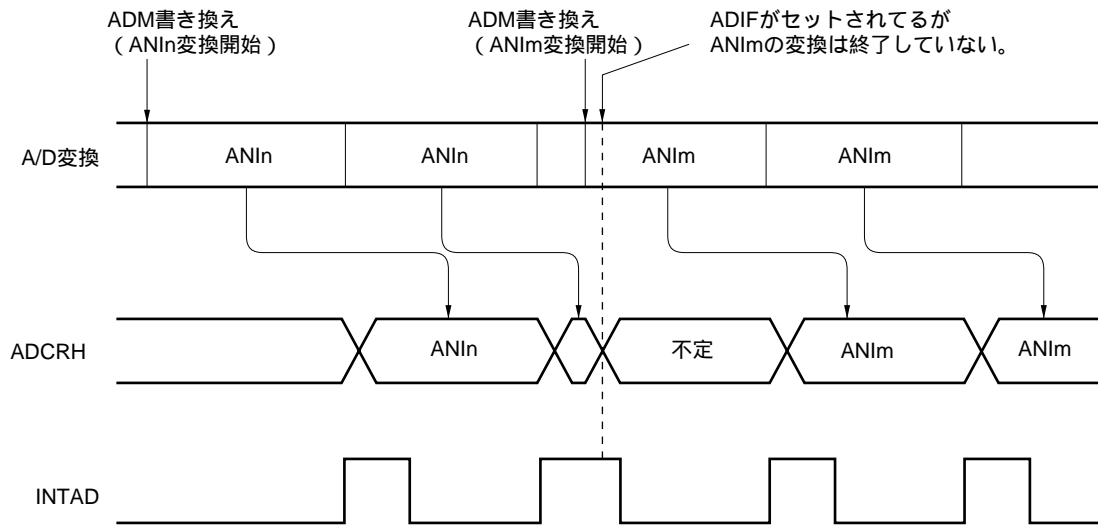 ADM書き換え
（ANIn変換開始）
ADM書き換え
（ANIm変換開始）
ADIFがセットされてるが
ANImの変換は終了していない。
A/D変換
ANIn
ANIn
ANIm
ANIm
ADCRH
ANIn
不定
ANIm
ANIm
INTAD